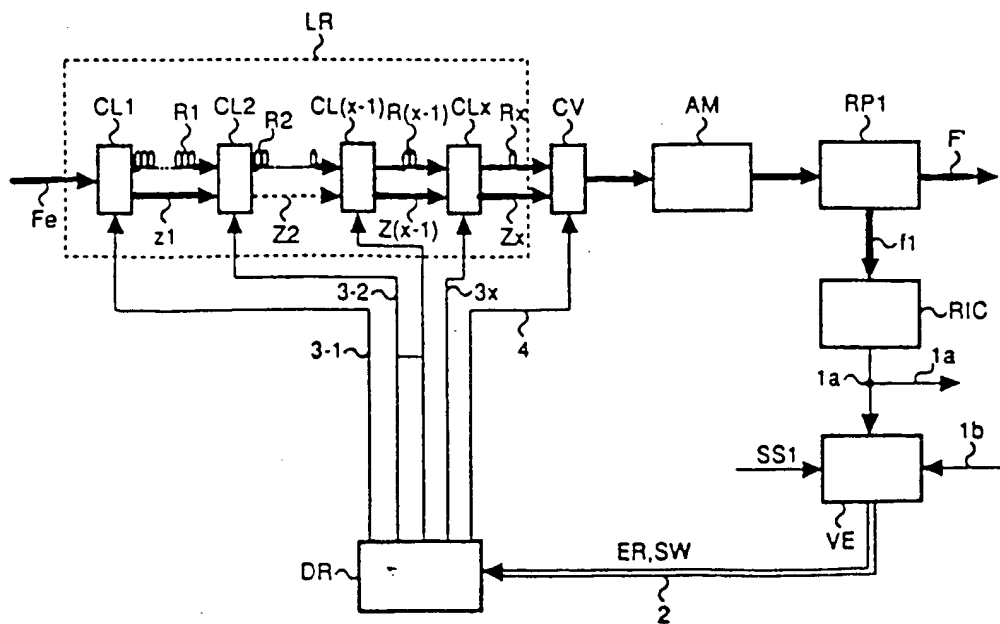 LR
CL1
R1
CL2
R2
CL(x-1)
R(x-1)
CLx
Rx
CV
AM
RP1
F
Fe
z1
Z2
Z(x-1)
Zx
f1
3-2
3x
RIC
3-1
4
1a
1a
1b
SS1
VE
ER,SW
DR
2